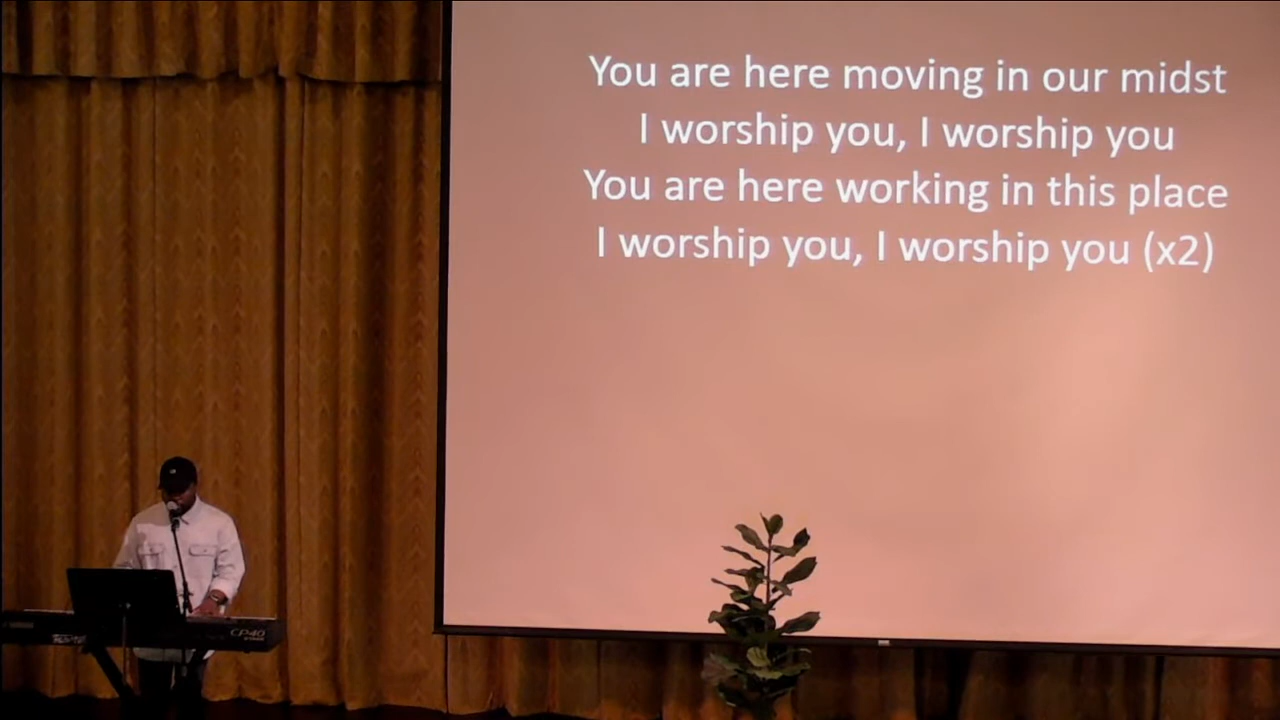 You are here moving in our midst
I worship you, I worship you
You are here working in this place
I worship you, I worship you (x2)
CP40